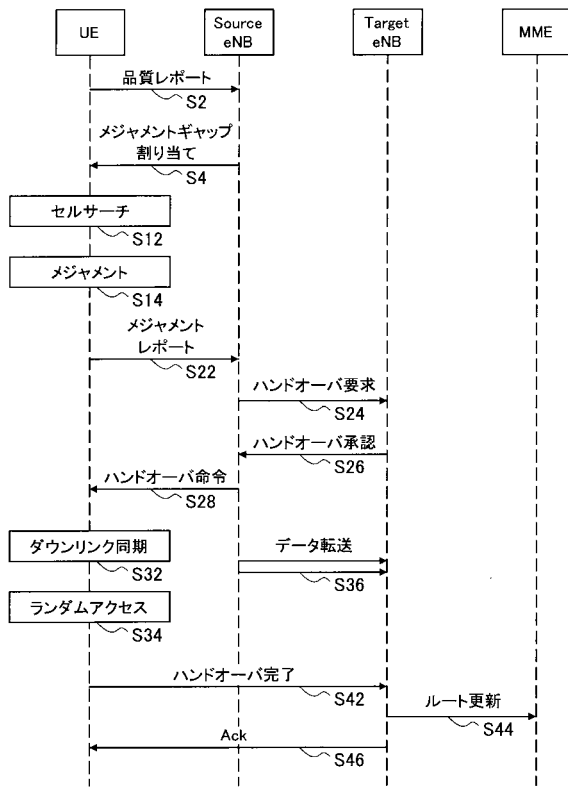 UE
Source
eNB
Target
eNB
MME
品質レポート
S2
メジャメントギャップ
割り当て
S4
セルサーチ
S12
メジャメント
S14
メジャメント
レポート
S22
ハンドオーバ要求
S24
ハンドオーバ承認
S26
ハンドオーバ命令
S28
ダウンリンク同期
S32
データ転送
S36
ランダムアクセス
S34
ハンドオーバ完了
S42
ルート更新
S44
Ack
S46